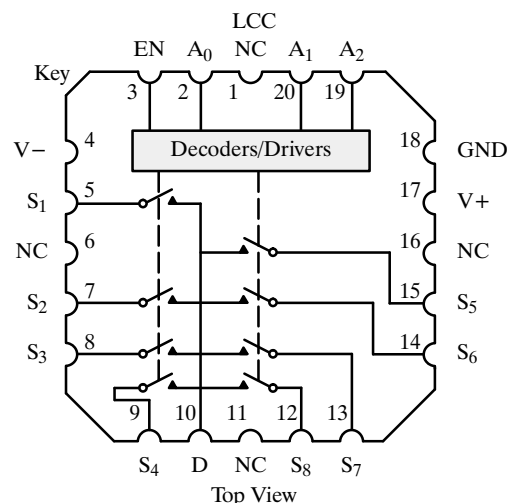 LCC
EN A₀ NC A₁ A₂
Key
3 2 1 20 19
Decoders/Drivers
V− 4 18 GND
S₁ 5 17 V+
NC 6 16 NC
S₂ 7 15 S₅
S₃ 8 14 S₆
9 10 11 12 13
S₄ D NC S₈ S₇
Top View